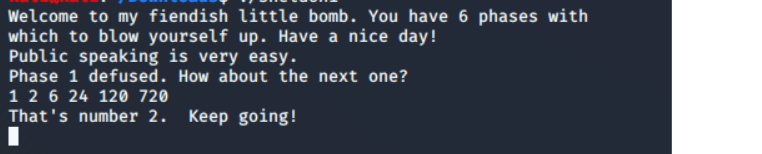 Welcome to my fiendish little bomb. You have 6 phases with
which to blow yourself up. Have a nice day!
Public speaking is very easy.
Phase 1 defused. How about the next one?
1 2 6 24 120 720
That's number 2.  Keep going!